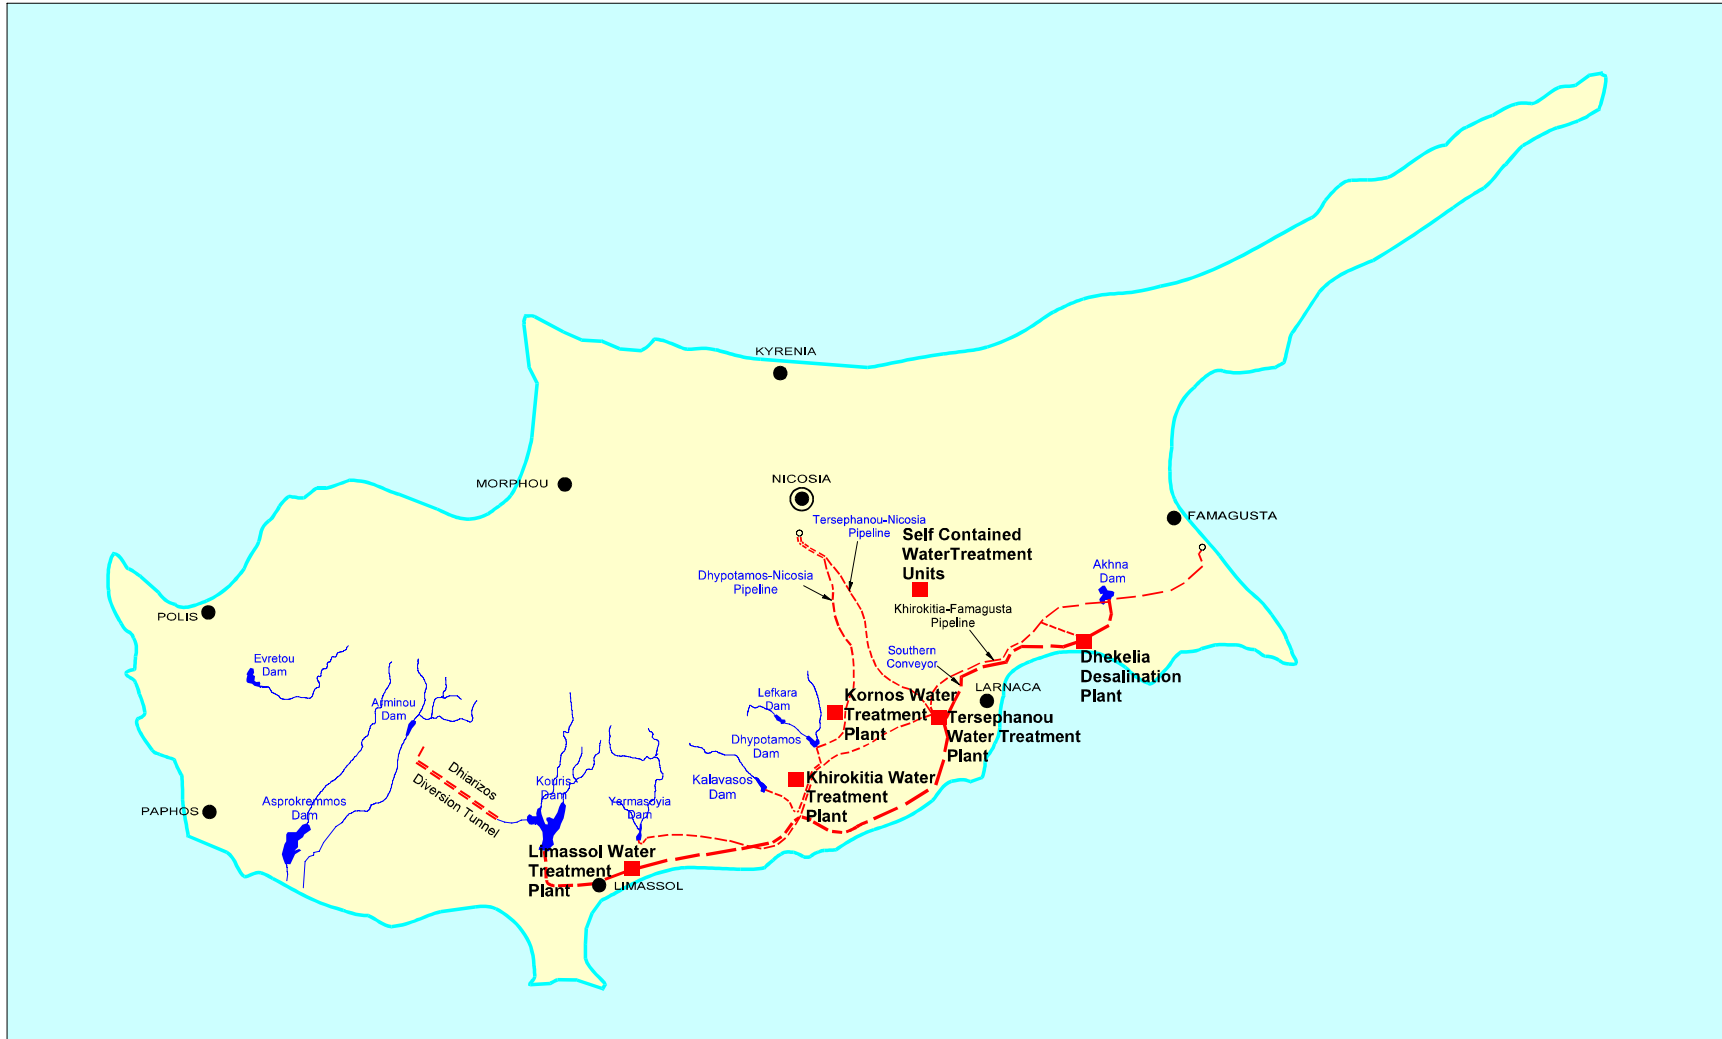 KYRENIA
MORPHOU
NICOSIA
FAMAGUSTA
Tersephanou-Nicosia
Pipeline
Self Contained
WaterTreatment
Units
Akhna
Dam
Dhypotamos-Nicosia
Pipeline
Khirokitia-Famagusta
Pipeline
POLIS
Evretou
Dam
Southern
Conveyor
Dhekelia
Desalination
Plant
LARNACA
Arminou
Dam
Lefkara
Dam
Kornos Water
Treatment
Plant
Tersephanou
Water Treatment
Plant
Dhypotamos
Dam
Dhiarizos
Diversion Tunnel
Kouris
Dam
Kalavasos
Dam
Khirokitia Water
Treatment
Plant
PAPHOS
Asprokremmos
Dam
Yermasoyia
Dam
Limassol Water
Treatment
Plant
LIMASSOL